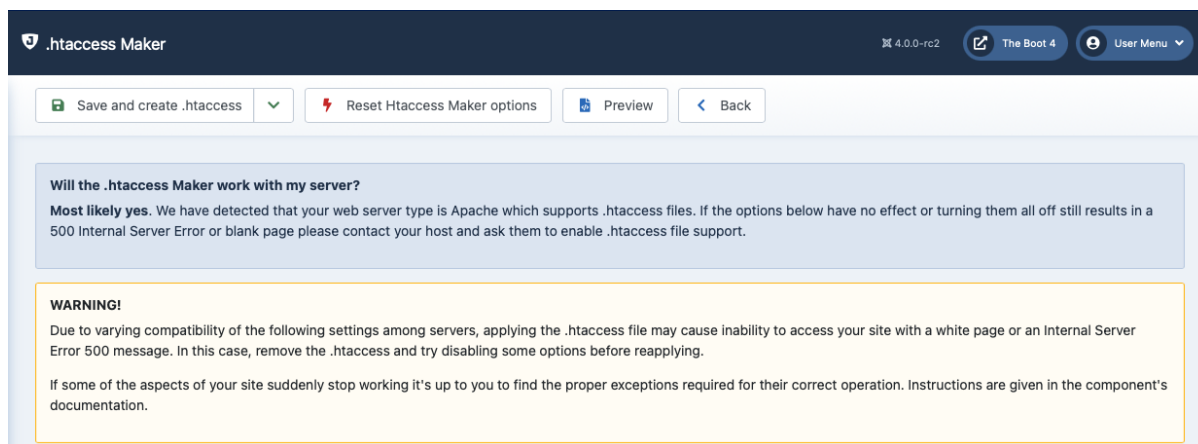 .htaccess Maker
4.0.0-rc2
The Boot 4
User Menu
Save and create .htaccess
Reset Htaccess Maker options
Preview
Back
Will the .htaccess Maker work with my server?
Most likely yes. We have detected that your web server type is Apache which supports .htaccess files. If the options below have no effect or turning them all off still results in a
500 Internal Server Error or blank page please contact your host and ask them to enable .htaccess file support.
WARNING!
Due to varying compatibility of the following settings among servers, applying the .htaccess file may cause inability to access your site with a white page or an Internal Server
Error 500 message. In this case, remove the .htaccess and try disabling some options before reapplying.
If some of the aspects of your site suddenly stop working it's up to you to find the proper exceptions required for their correct operation. Instructions are given in the component's
documentation.